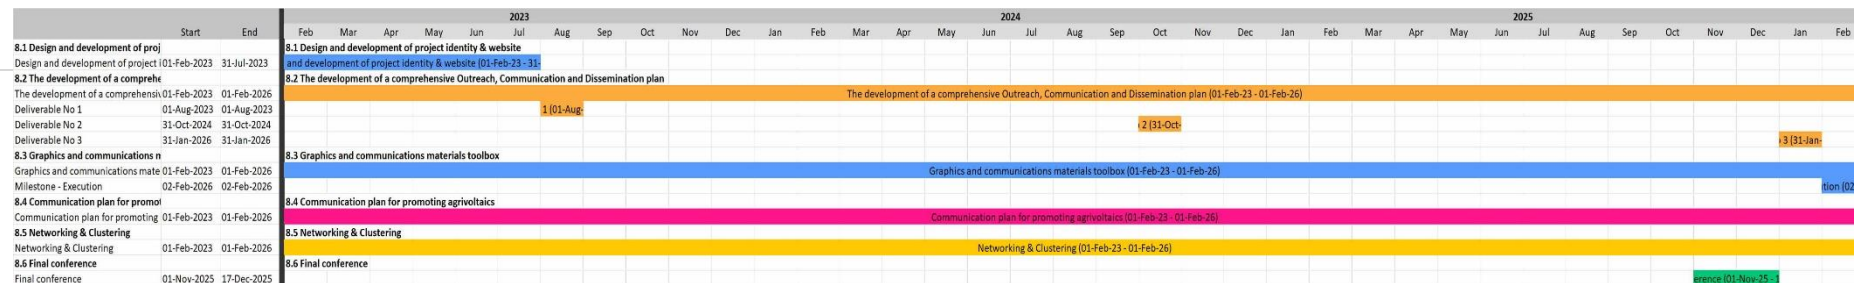 2023 2024 2025
Start End Feb Mar Apr May Jun Jul Aug Sep Oct Nov Dec Jan Feb Mar Apr May Jun Jul Aug Sep Oct Nov Dec Jan Feb Mar Apr May Jun Jul Aug Sep Oct Nov Dec Jan Feb
8.1 Design and development of proj 8.1 Design and development of project identity & website
Design and development of project i 01-Feb-2023 31-Jul-2023 and development of project identity & website (01-Feb-23 - 31-
8.2 The development of a comprehe 8.2 The development of a comprehensive Outreach, Communication and Dissemination plan
The development of a comprehensiv 01-Feb-2023 01-Feb-2026 The development of a comprehensive Outreach, Communication and Dissemination plan (01-Feb-23 - 01-Feb-26)
Deliverable No 1 01-Aug-2023 01-Aug-2023 1 (01-Aug-
Deliverable No 2 31-Oct-2024 31-Oct-2024 2 (31-Oct-
Deliverable No 3 31-Jan-2026 31-Jan-2026 3 (31-Jan-
8.3 Graphics and communications m 8.3 Graphics and communications materials toolbox
Graphics and communications mate 01-Feb-2023 01-Feb-2026 Graphics and communications materials toolbox (01-Feb-23 - 01-Feb-26)
Milestone - Execution 02-Feb-2026 02-Feb-2026 tion (02
8.4 Communication plan for promot 8.4 Communication plan for promoting agrivoltaics
Communication plan for promoting 01-Feb-2023 01-Feb-2026 Communication plan for promoting agrivoltaics (01-Feb-23 - 01-Feb-26)
8.5 Networking & Clustering 8.5 Networking & Clustering
Networking & Clustering 01-Feb-2023 01-Feb-2026 Networking & Clustering (01-Feb-23 - 01-Feb-26)
8.6 Final conference 8.6 Final conference
Final conference 01-Nov-2025 17-Dec-2025 erence (01-Nov-25 - 1